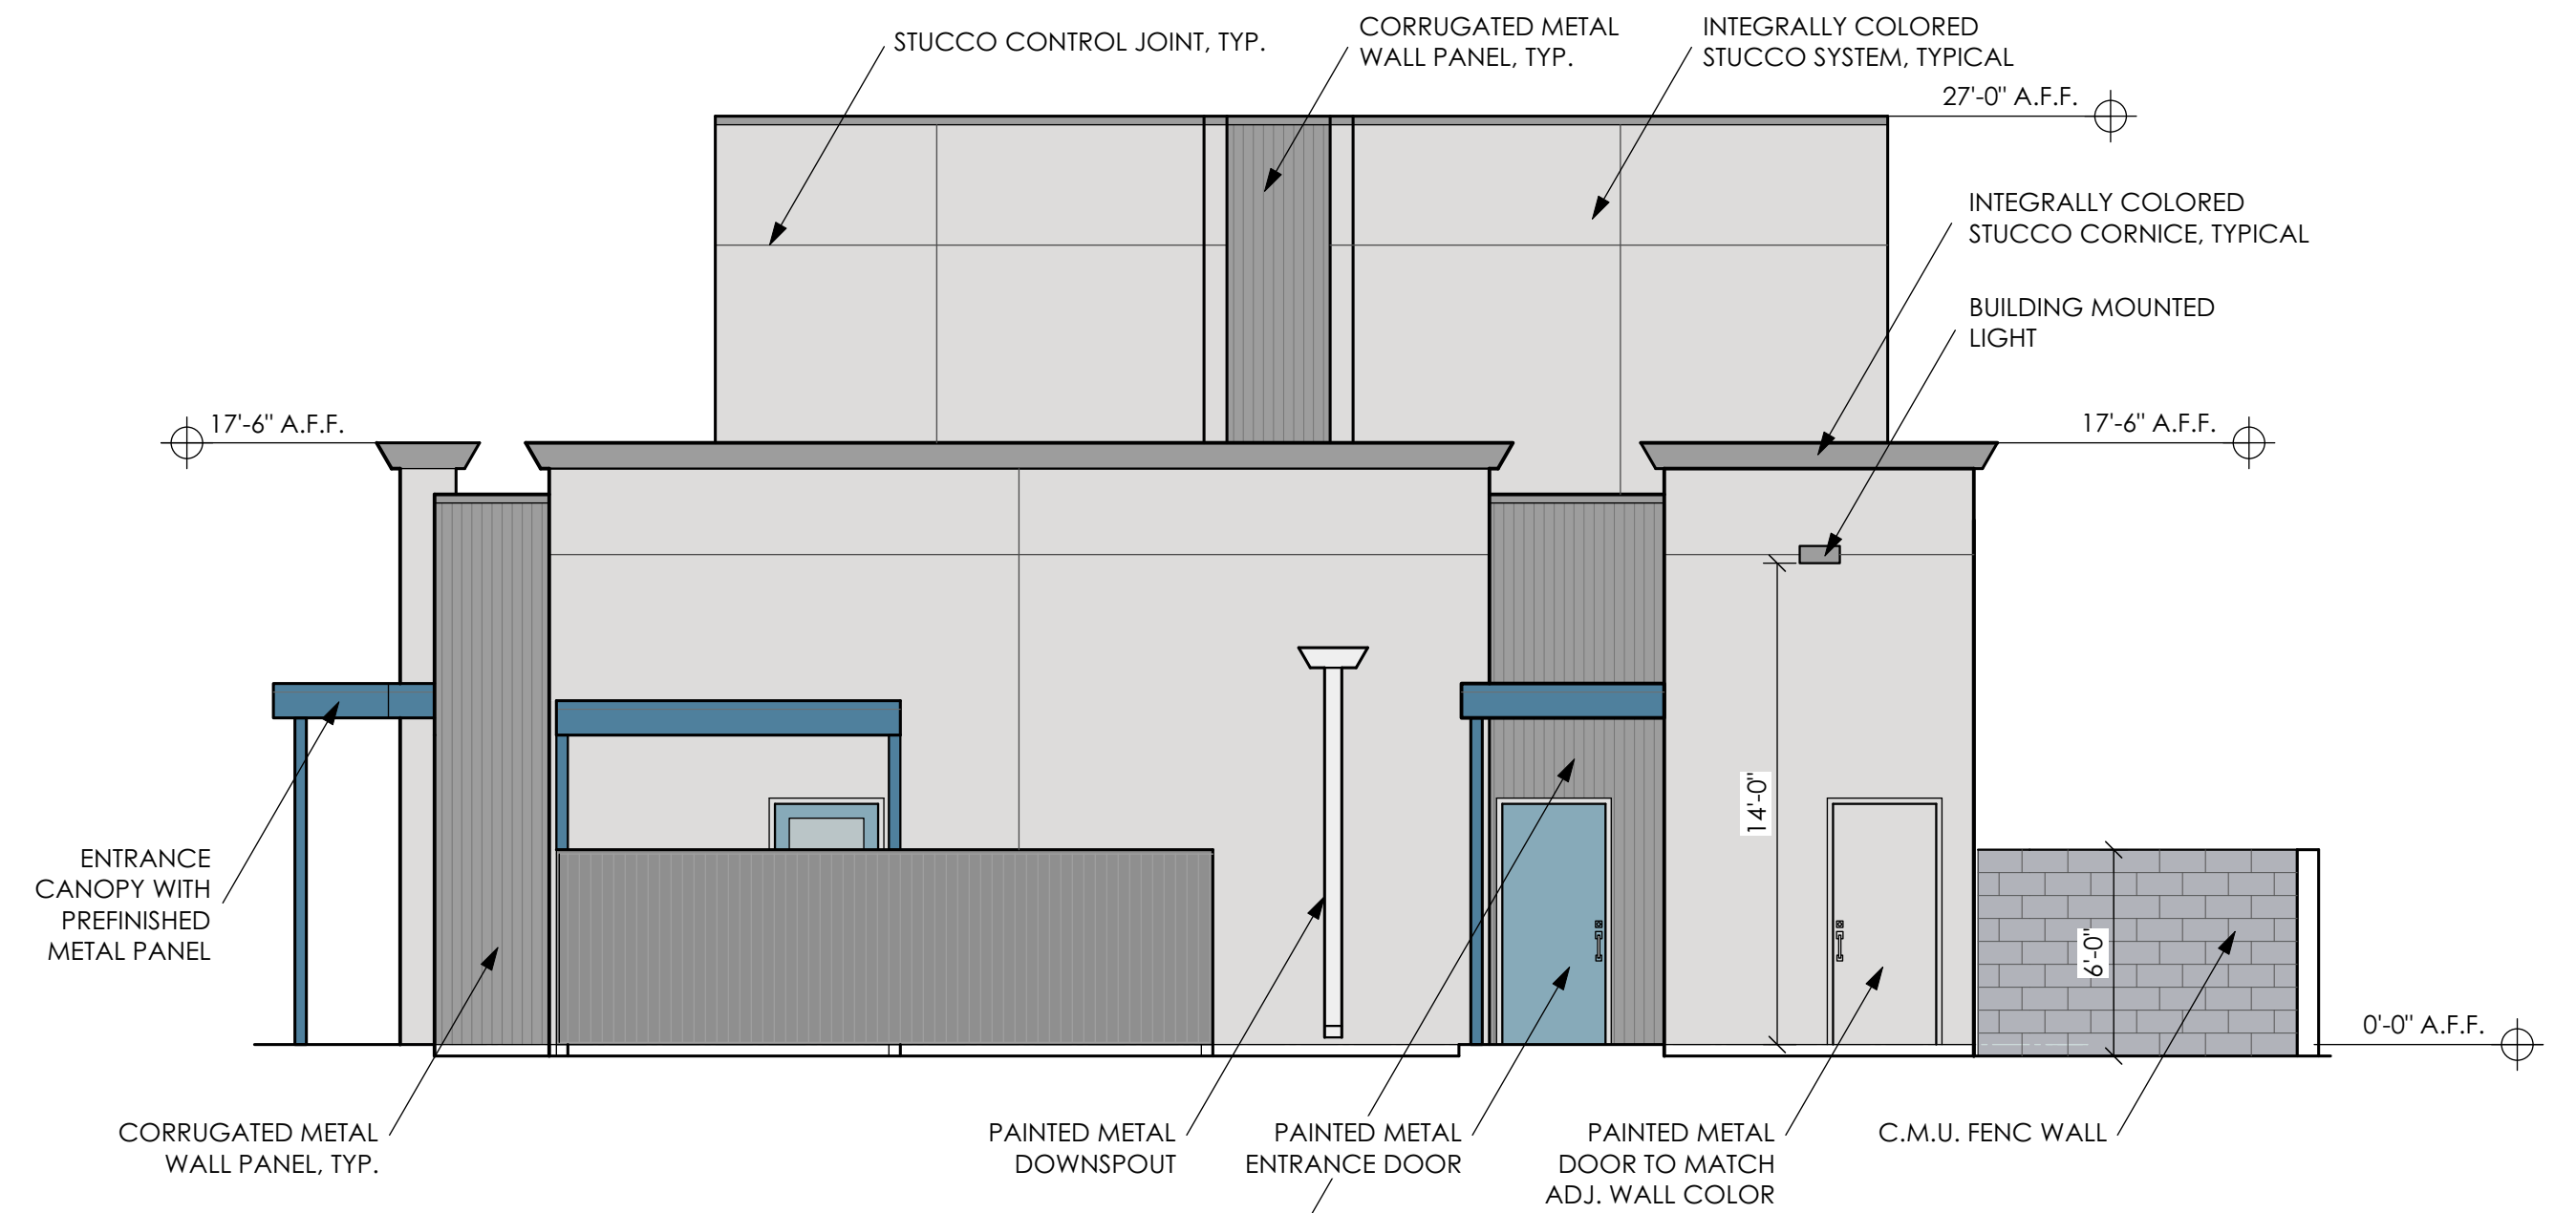 STUCCO CONTROL JOINT, TYP.
CORRUGATED METAL
WALL PANEL, TYP.
INTEGRALLY COLORED
STUCCO SYSTEM, TYPICAL
27'-0" A.F.F.
INTEGRALLY COLORED
STUCCO CORNICE, TYPICAL
BUILDING MOUNTED
LIGHT
17'-6" A.F.F.
17'-6" A.F.F.
14'-0"
ENTRANCE
CANOPY WITH
PREFINISHED
METAL PANEL
6'-0"
0'-0" A.F.F.
CORRUGATED METAL
WALL PANEL, TYP.
PAINTED METAL
DOWNSPOUT
PAINTED METAL
ENTRANCE DOOR
PAINTED METAL
DOOR TO MATCH
ADJ. WALL COLOR
C.M.U. FENC WALL